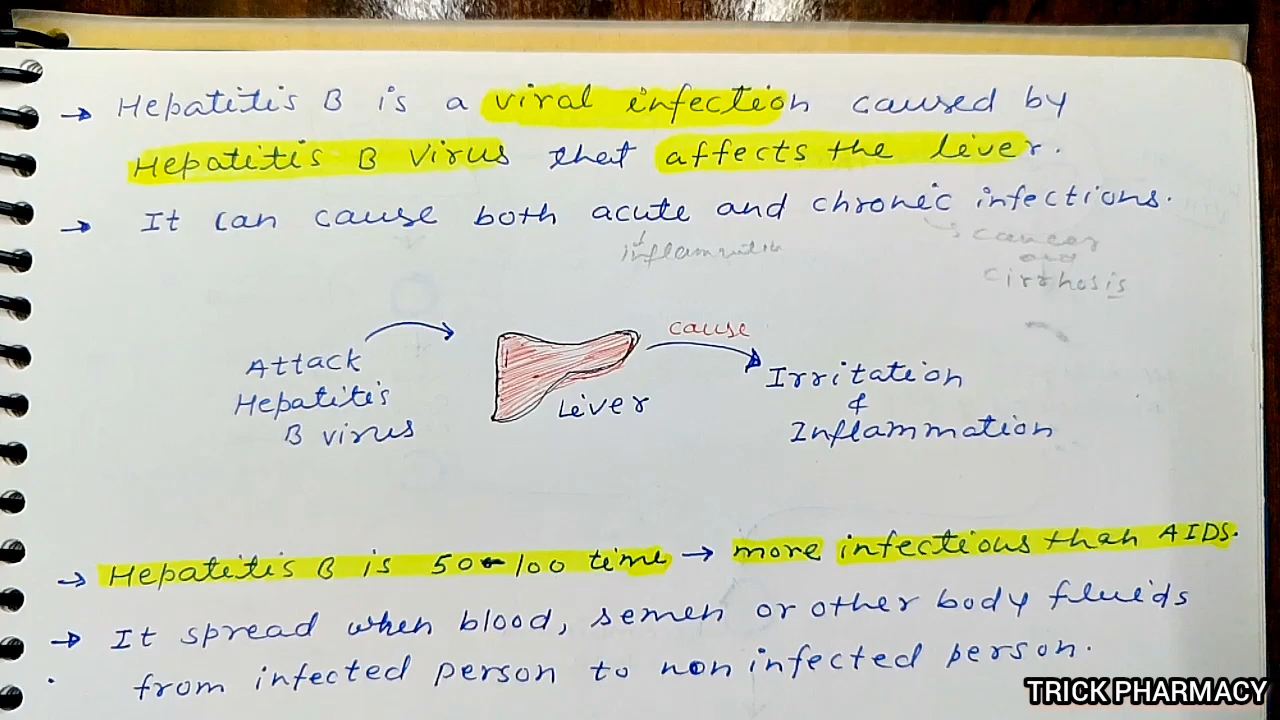 → Hepatitis B is a viral infection caused by
Hepatitis B virus that affects the liver.
→ It can cause both acute and chronic infections.
↓ → cancer
inflammation and
cirrhosis
cause
Attack
Hepatitis
B virus
Liver
Irritation
&
Inflammation
→ Hepatitis B is 50-100 time → more infectious than AIDS.
→ It spread when blood, semen or other body fluids
from infected person to non infected person.
TRICK PHARMACY